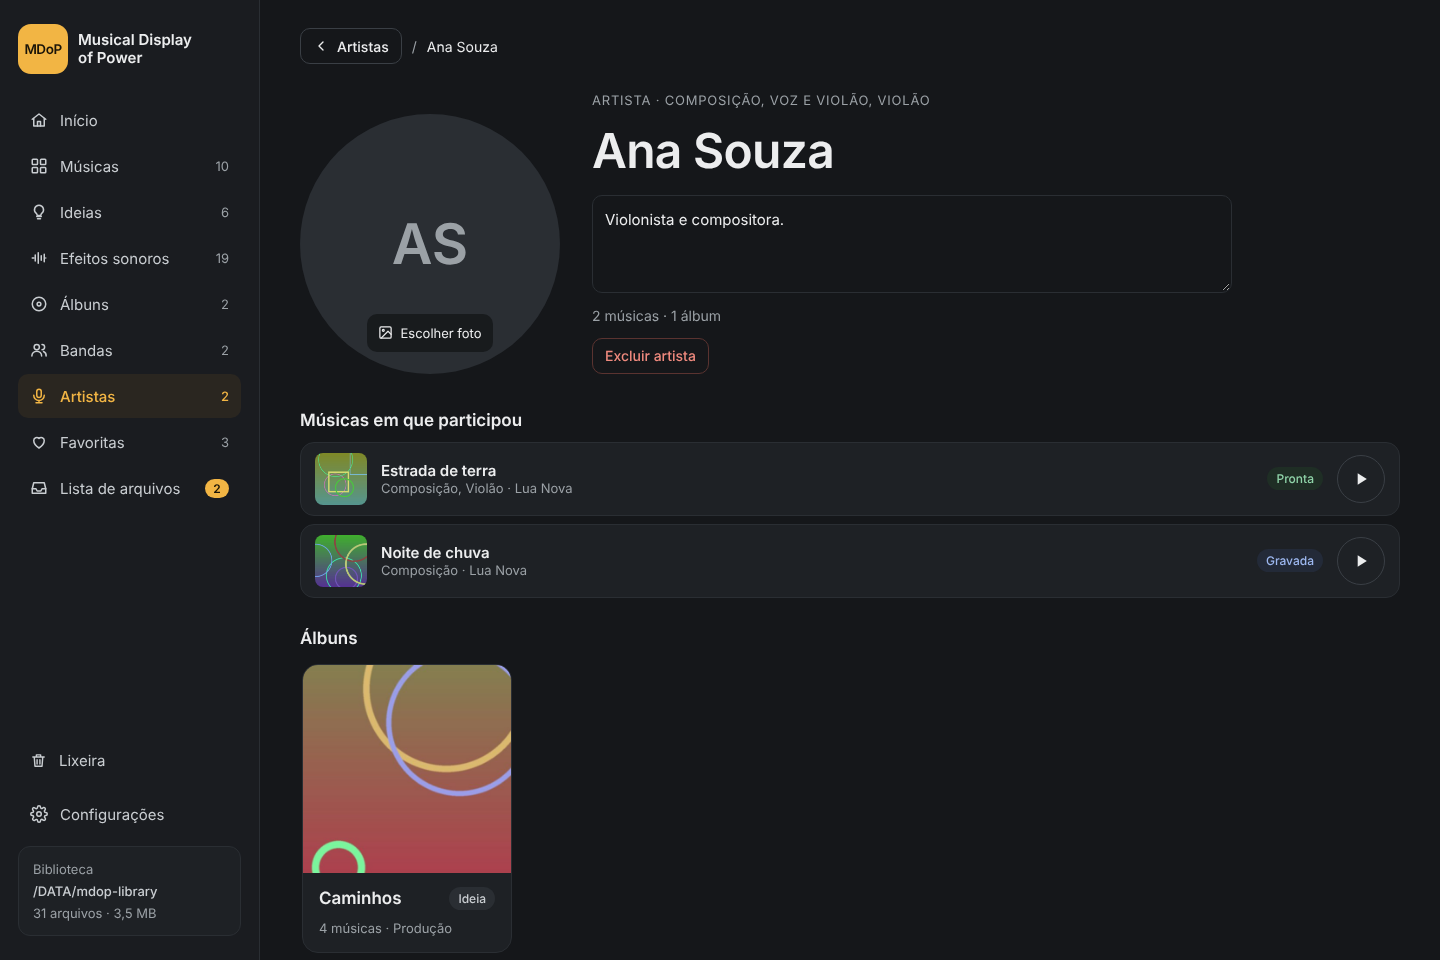 MDoP
Musical Display
of Power
Início
Músicas 10
Ideias 6
Efeitos sonoros 19
Álbuns 2
Bandas 2
Artistas 2
Favoritas 3
Lista de arquivos 2
Lixeira
Configurações
Biblioteca
/DATA/mdop-library
31 arquivos · 3,5 MB
Artistas / Ana Souza
AS
Escolher foto
ARTISTA · COMPOSIÇÃO, VOZ E VIOLÃO, VIOLÃO
Ana Souza
Violonista e compositora.
2 músicas · 1 álbum
Excluir artista
Músicas em que participou
Estrada de terra
Composição, Violão · Lua Nova
Pronta
Noite de chuva
Composição · Lua Nova
Gravada
Álbuns
Caminhos Ideia
4 músicas · Produção